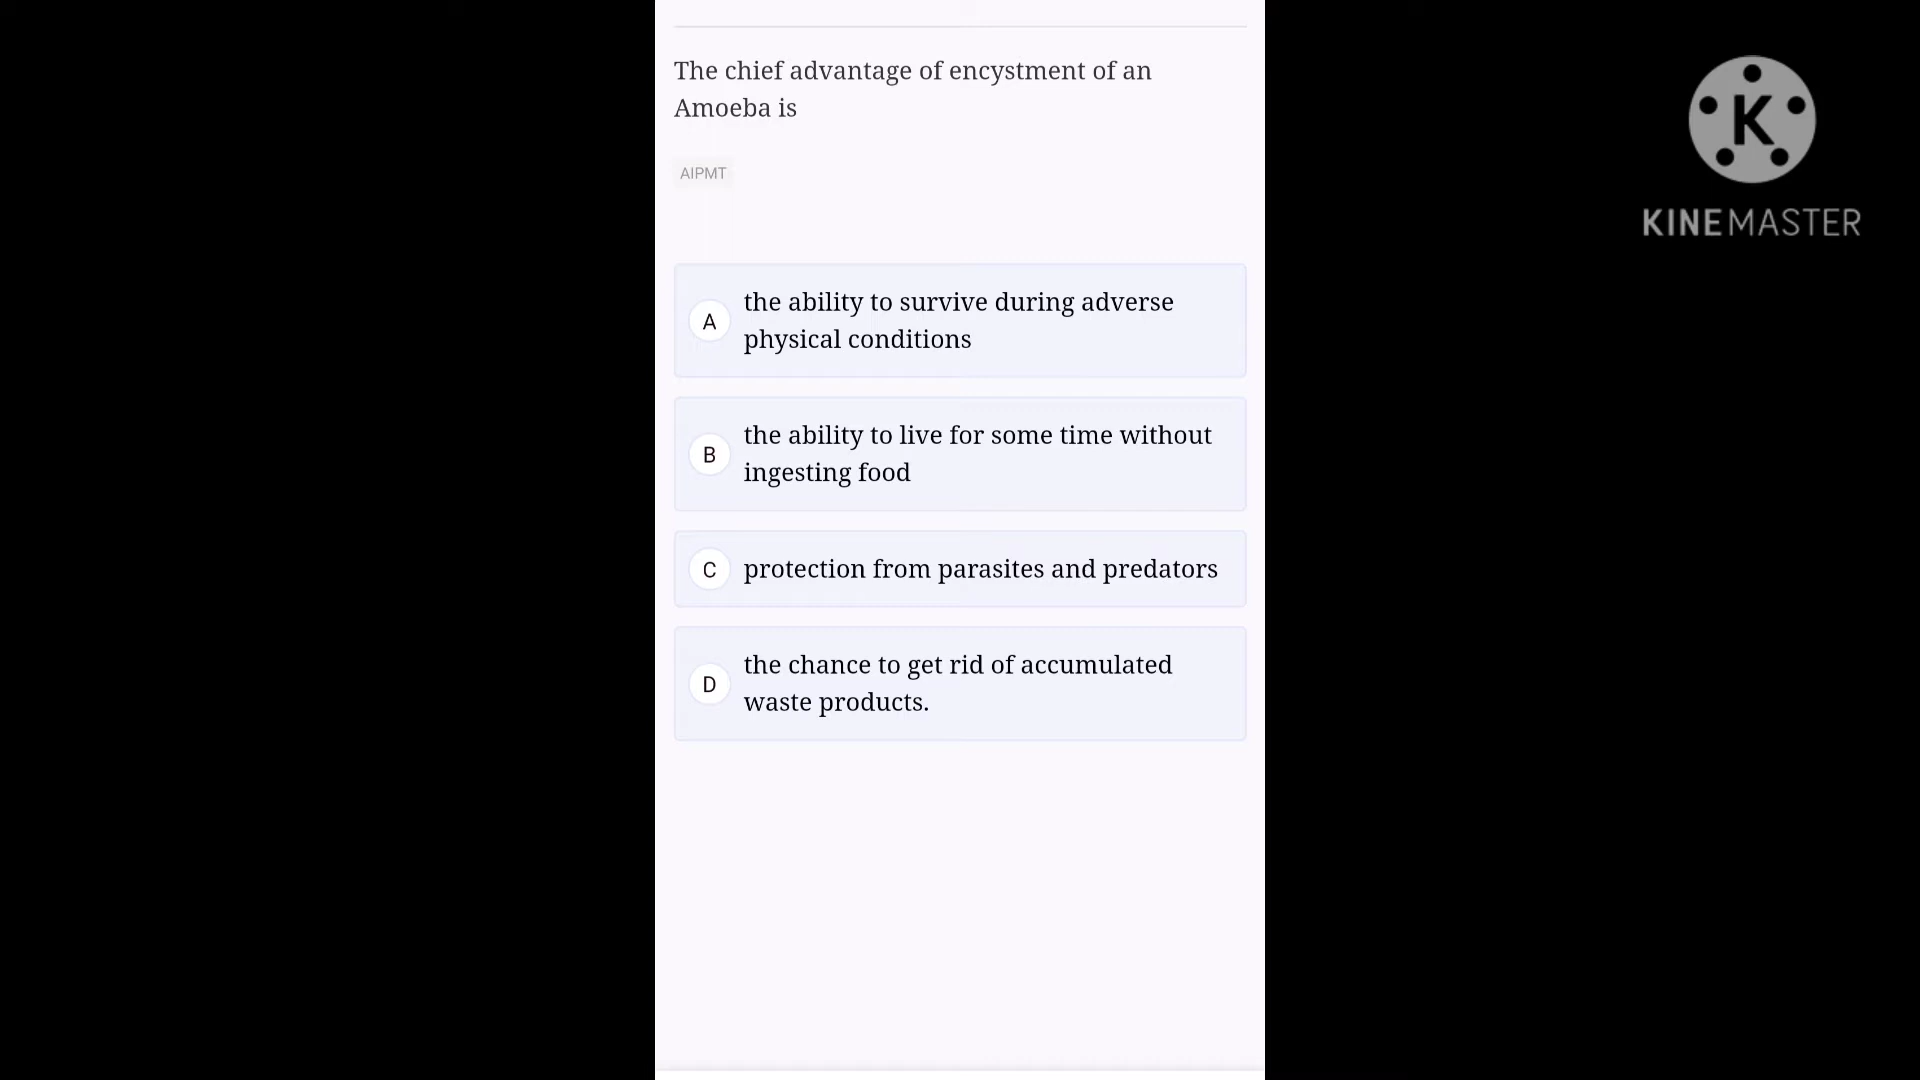 The chief advantage of encystment of an
Amoeba is
AIPMT
A
the ability to survive during adverse
physical conditions
B
the ability to live for some time without
ingesting food
C
protection from parasites and predators
D
the chance to get rid of accumulated
waste products.
K
KINEMASTER